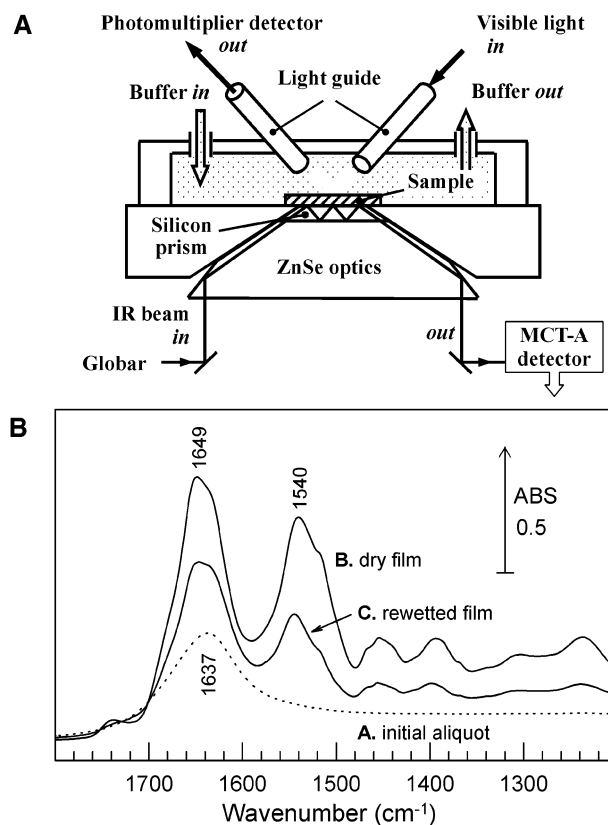 A
Photomultiplier detector
out
Visible light
in
Buffer in
Light guide
Buffer out
Sample
Silicon
prism
ZnSe optics
IR beam
in
out
MCT-A
detector
Globar
B
1649
1540
ABS
0.5
B. dry film
C. rewetted film
1637
A. initial aliquot
1700 1600 1500 1400 1300
Wavenumber (cm⁻¹)